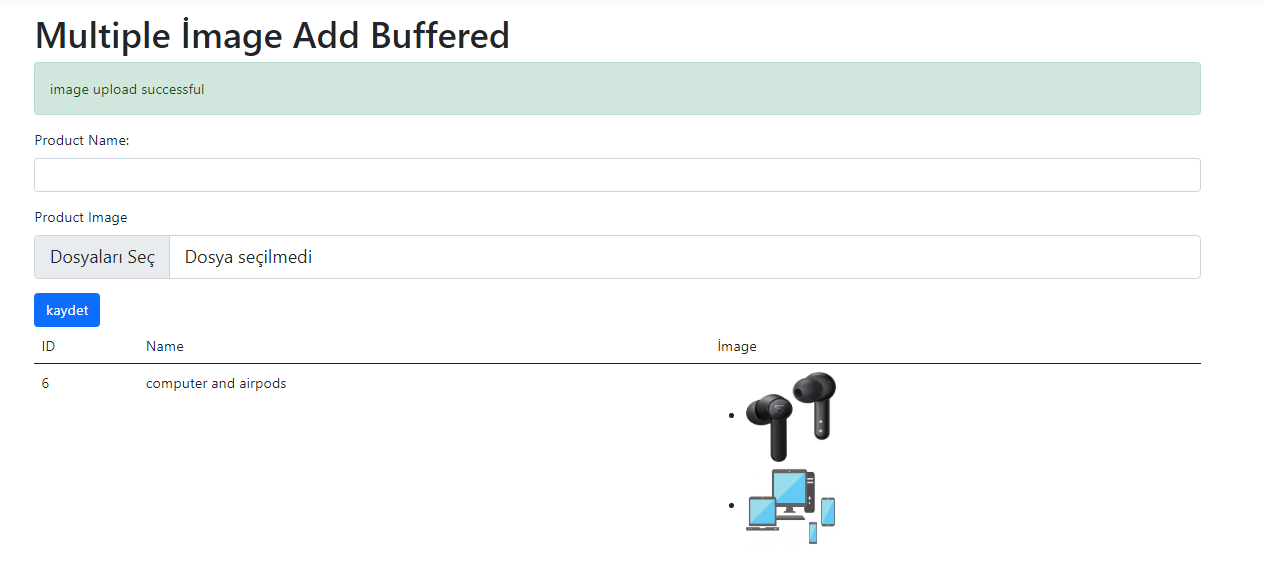 Multiple İmage Add Buffered
image upload successful
Product Name:
Product Image
Dosyaları Seç Dosya seçilmedi
kaydet
ID Name İmage
6 computer and airpods